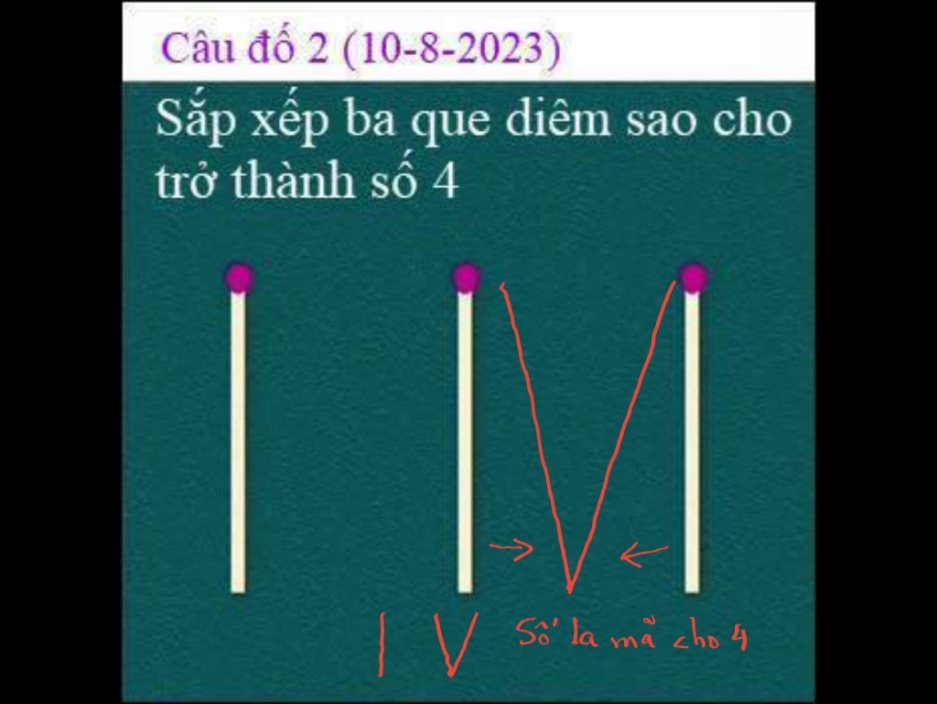 Câu đố 2 (10-8-2023)
Sắp xếp ba que diêm sao cho
trở thành số 4
IV Số la mã cho 4